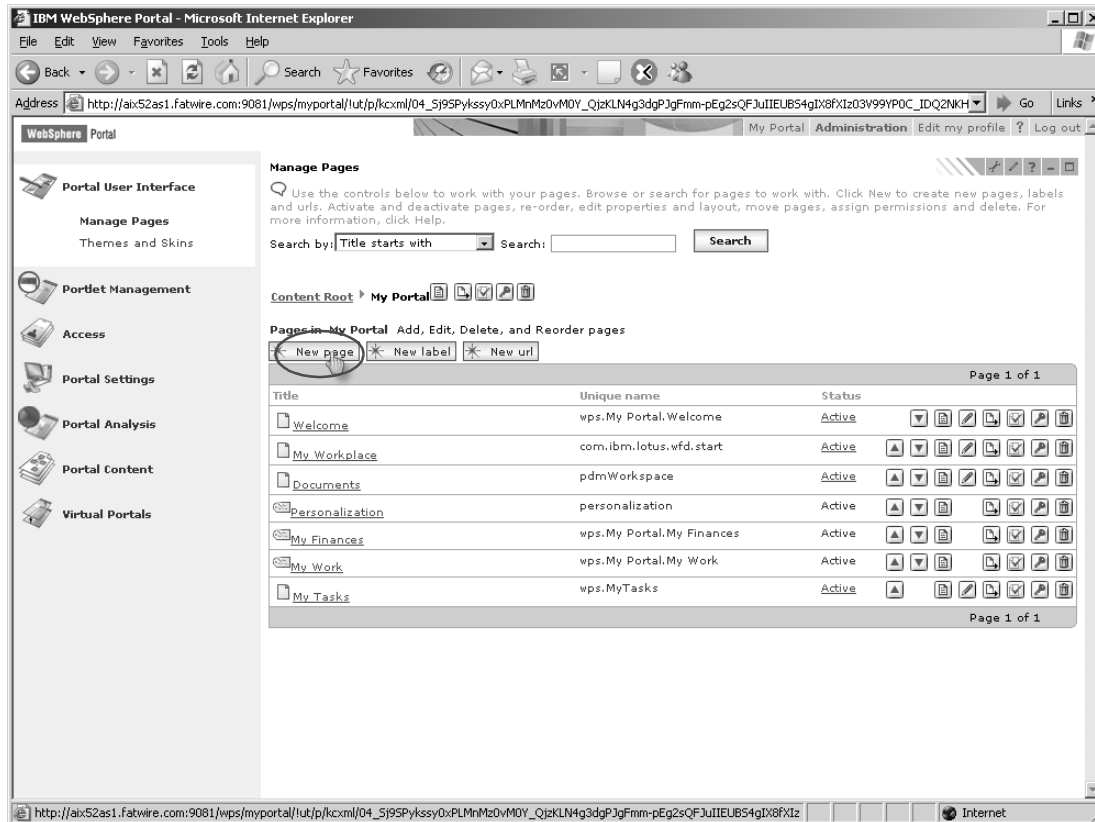 IBM WebSphere Portal - Microsoft Internet Explorer
File Edit View Favorites Tools Help
Back Search Favorites
Address http://aix52as1.fatwire.com:9081/wps/myportal/!ut/p/kcxml/04_Sj9SPykssy0xPLMnMz0vM0Y_QjzKLN4g3dgPJgFmm-pEg2sQFJuIIEUBS4gIX8fXIz03V99YP0C_IDQ2NKH Go Links
WebSphere Portal
My Portal Administration Edit my profile ? Log out
Portal User Interface
Manage Pages
Themes and Skins
Portlet Management
Access
Portal Settings
Portal Analysis
Portal Content
Virtual Portals
Manage Pages
Use the controls below to work with your pages. Browse or search for pages to work with. Click New to create new pages, labels
and urls. Activate and deactivate pages, re-order, edit properties and layout, move pages, assign permissions and delete. For
more information, click Help.
Search by: Title starts with Search: Search
Content Root My Portal
Pages in My Portal Add, Edit, Delete, and Reorder pages
New page New label New url
Page 1 of 1
Title Unique name Status
Welcome wps.My Portal.Welcome Active
My Workplace com.ibm.lotus.wfd.start Active
Documents pdmWorkspace Active
Personalization personalization Active
My Finances wps.My Portal.My Finances Active
My Work wps.My Portal.My Work Active
My Tasks wps.MyTasks Active
Page 1 of 1
http://aix52as1.fatwire.com:9081/wps/myportal/!ut/p/kcxml/04_Sj9SPykssy0xPLMnMz0vM0Y_QjzKLN4g3dgPJgFmm-pEg2sQFJuIIEUBS4gIX8fXIz Internet